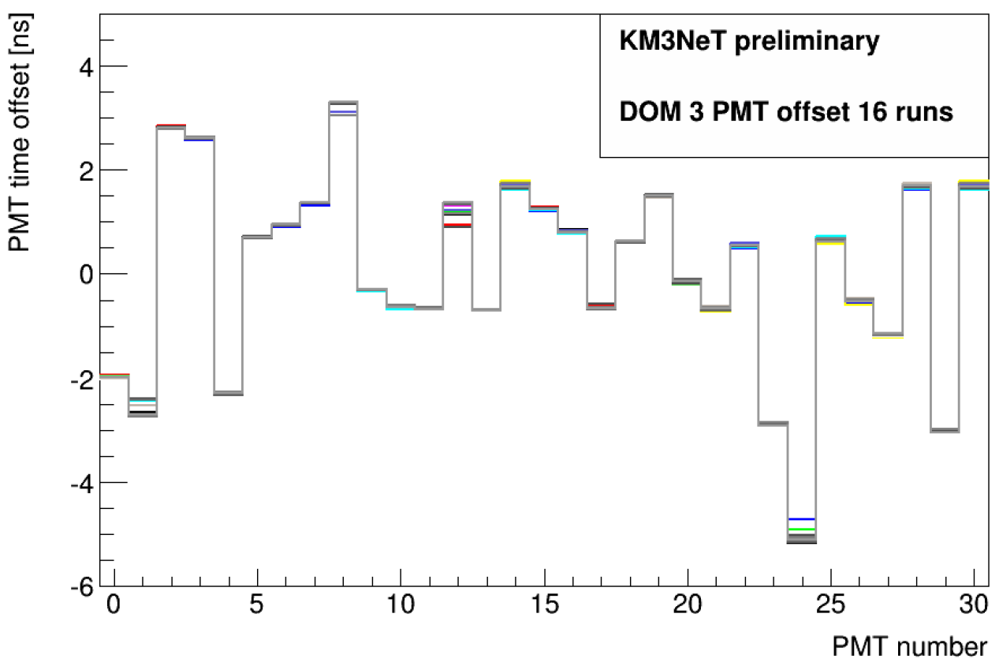 PMT time offset [ns]
KM3NeT preliminary
DOM 3 PMT offset 16 runs
4
2
0
-2
-4
-6
0 5 10 15 20 25 30
PMT number